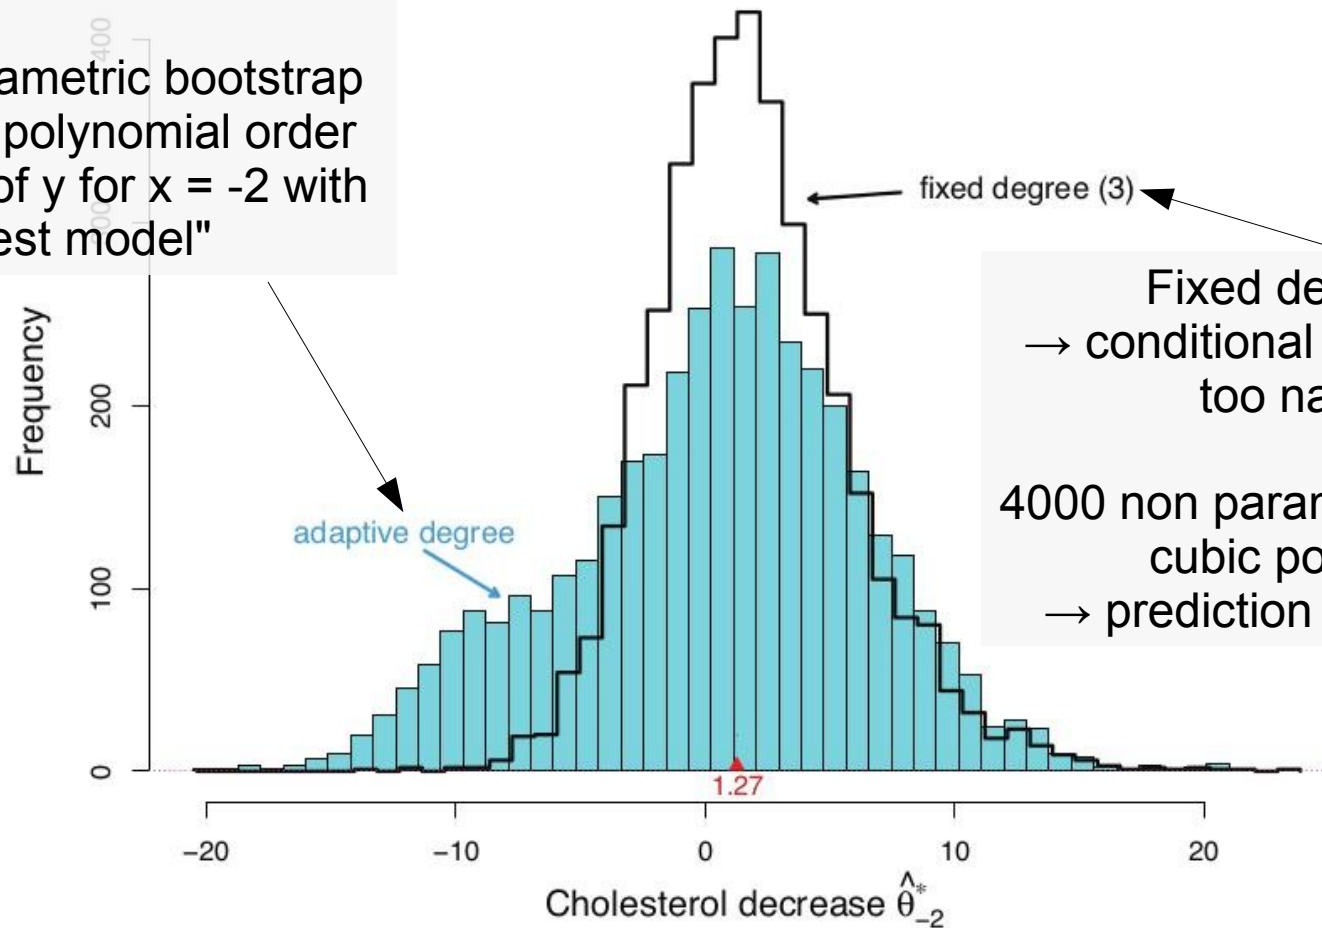 ametric bootstrap
polynomial order
of y for x = -2 with
est model"
fixed degree (3)
Fixed de
→ conditional
too na
4000 non parar
cubic po
→ prediction
adaptive degree
Frequency
400
200
100
0
1.27
−20 −10 0 10 20
Cholesterol decrease θ̂*₋₂